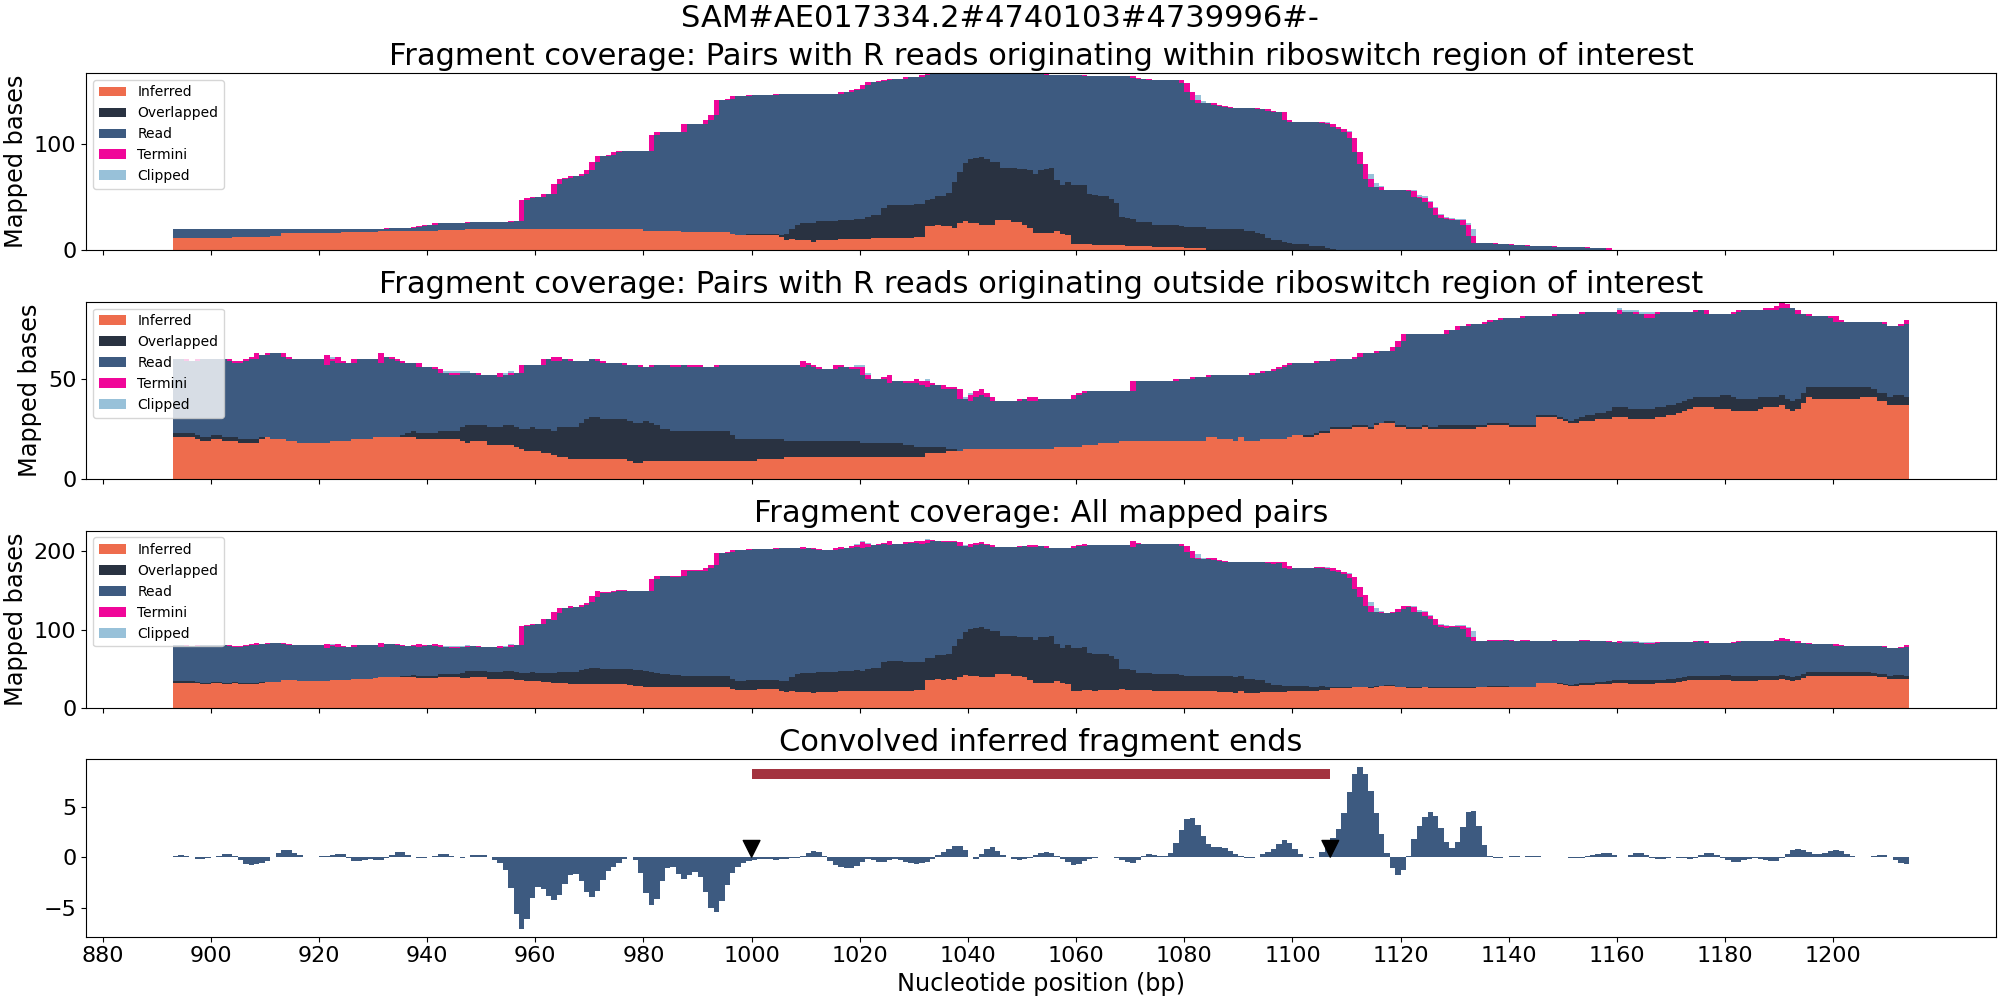 SAM#AE017334.2#4740103#4739996#-
Fragment coverage: Pairs with R reads originating within riboswitch region of interest
Mapped bases
100
0
Inferred
Overlapped
Read
Termini
Clipped
Fragment coverage: Pairs with R reads originating outside riboswitch region of interest
Mapped bases
50
0
Inferred
Overlapped
Read
Termini
Clipped
Fragment coverage: All mapped pairs
Mapped bases
200
100
0
Inferred
Overlapped
Read
Termini
Clipped
Convolved inferred fragment ends
5
0
−5
880 900 920 940 960 980 1000 1020 1040 1060 1080 1100 1120 1140 1160 1180 1200
Nucleotide position (bp)